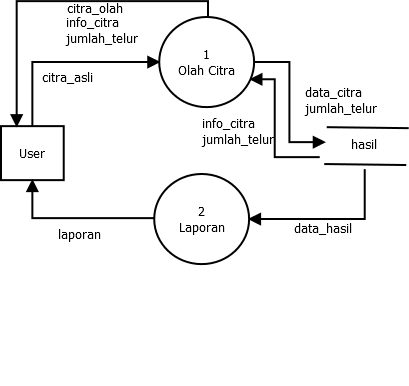 citra_olah
info_citra
jumlah_telur
1
Olah Citra
citra_asli
data_citra
jumlah_telur
info_citra
jumlah_telur
hasil
User
2
Laporan
laporan
data_hasil